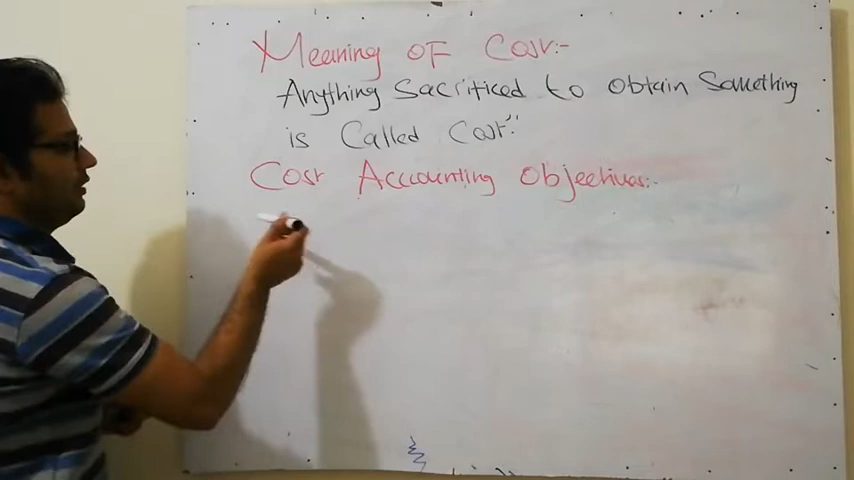 Meaning OF Cost:-
Anything Sacrificed to Obtain Something
is Called Cost."
Cost Accounting Objectives:-